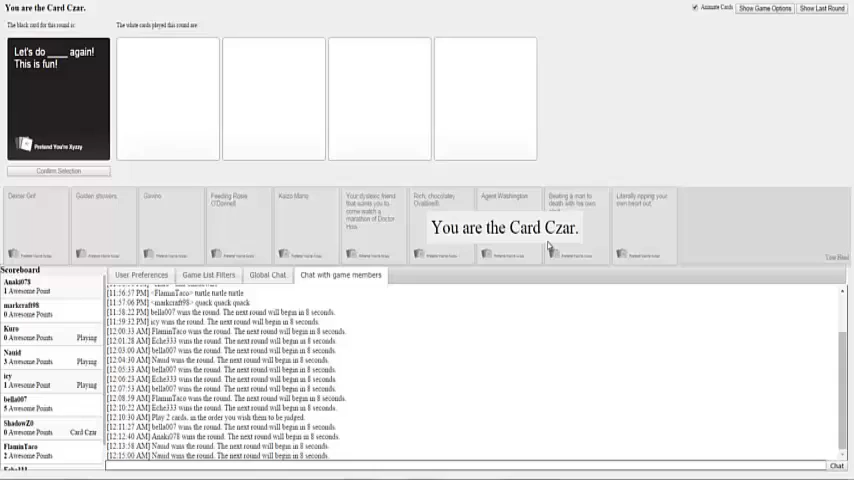 You are the Card Czar.
Animate Cards
Show Game Options
Show Last Round
The black card for this round is:
The white cards played this round are:
Let's do ____ again!
This is fun!
Pretend You're Xyzzy
Confirm Selection
Golden showers.
Feeding Rosie
O'Donnell
Your dyslexic friend
that wants you to
come watch a
marathon of Doctor
Rich, chocolatey
Ovaltine®.
Agent Washington
Beating a man to
death with his own
Literally ripping your
own heart out.
You are the Card Czar.
Scoreboard
User Preferences
Game List Filters
Global Chat
Chat with game members
Anaki078
1 Awesome Point
markcraft98
0 Awesome Points
Kuro
0 Awesome Points
Playing
Nauid
3 Awesome Points
Playing
icy
1 Awesome Point
Playing
bella007
5 Awesome Points
ShadowZ0
0 Awesome Points
Card Czar
FlaminTaco
2 Awesome Points
Eche333
[11:56:57 PM] <FlaminTaco> turtle turtle turtle
[11:57:06 PM] <markcraft98> quack quack quack
[11:58:22 PM] bella007 wins the round. The next round will begin in 8 seconds.
[11:59:32 PM] icy wins the round. The next round will begin in 8 seconds.
[12:00:33 AM] FlaminTaco wins the round. The next round will begin in 8 seconds.
[12:01:28 AM] Eche333 wins the round. The next round will begin in 8 seconds.
[12:03:00 AM] bella007 wins the round. The next round will begin in 8 seconds.
[12:04:30 AM] Nauid wins the round. The next round will begin in 8 seconds.
[12:05:33 AM] bella007 wins the round. The next round will begin in 8 seconds.
[12:06:23 AM] Eche333 wins the round. The next round will begin in 8 seconds.
[12:07:53 AM] bella007 wins the round. The next round will begin in 8 seconds.
[12:08:59 AM] FlaminTaco wins the round. The next round will begin in 8 seconds.
[12:10:22 AM] Eche333 wins the round. The next round will begin in 8 seconds.
[12:10:30 AM] Play 2 cards, in the order you wish them to be judged.
[12:11:27 AM] bella007 wins the round. The next round will begin in 8 seconds.
[12:12:40 AM] Anaki078 wins the round. The next round will begin in 8 seconds.
[12:13:58 AM] Nauid wins the round. The next round will begin in 8 seconds.
[12:15:00 AM] Nauid wins the round. The next round will begin in 8 seconds.
Chat